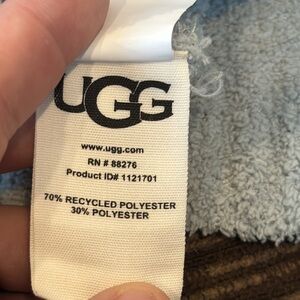 UGG
www.ugg.com
RN # 88276
Product ID# 1121701
70% RECYCLED POLYESTER
30% POLYESTER